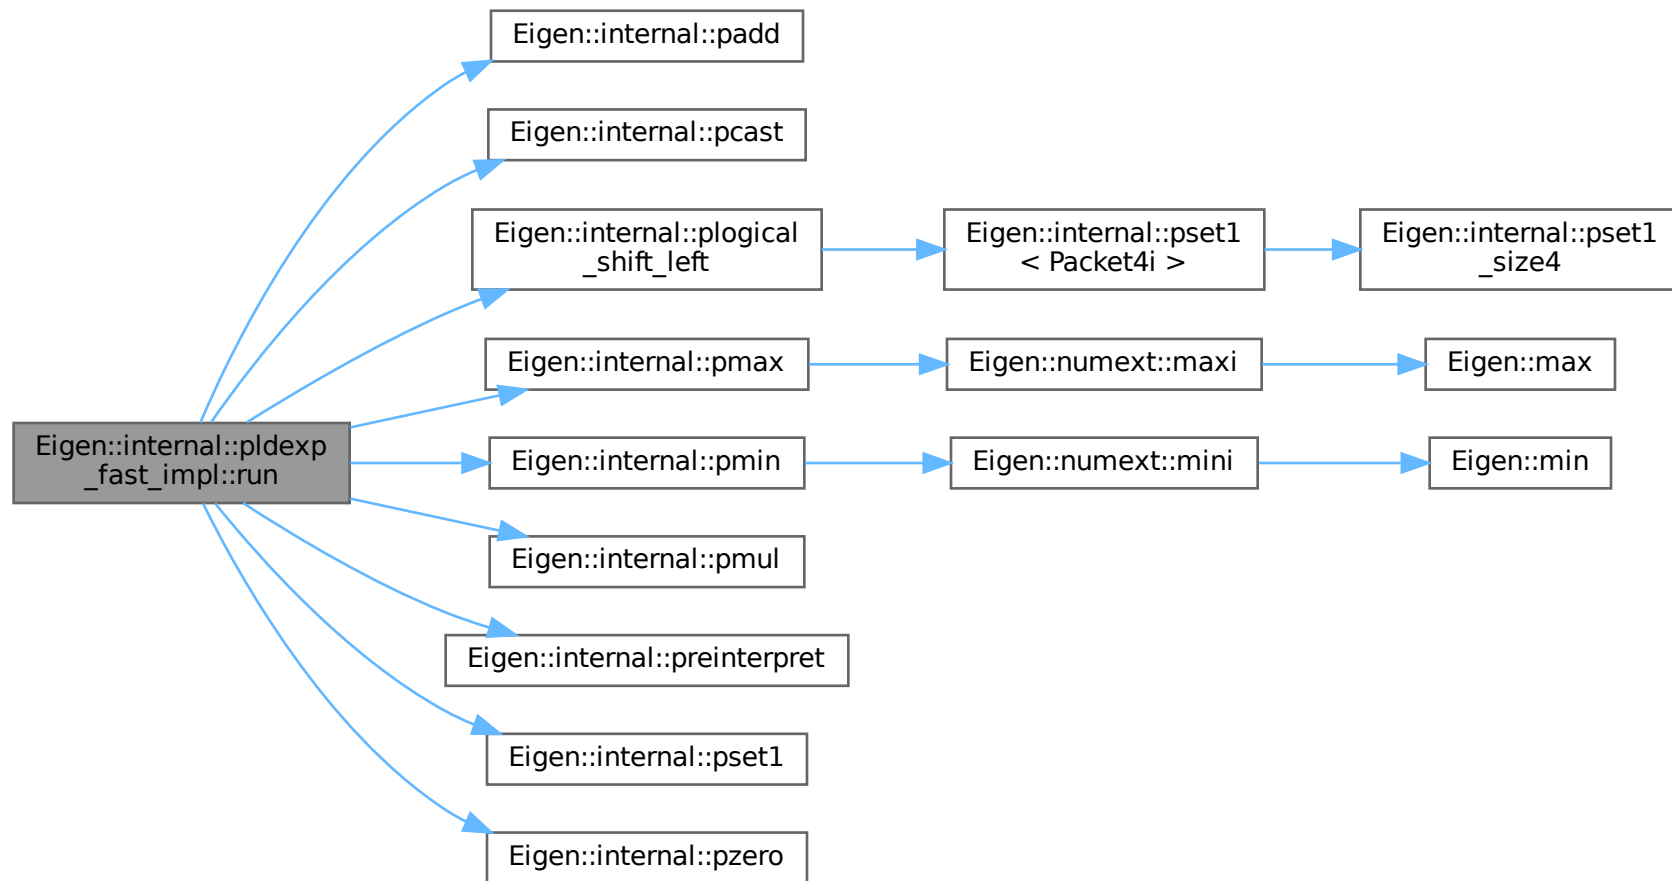 Eigen::internal::padd
Eigen::internal::pcast
Eigen::internal::plogical
_shift_left
Eigen::internal::pset1
< Packet4i >
Eigen::internal::pset1
_size4
Eigen::internal::pmax
Eigen::numext::maxi
Eigen::max
Eigen::internal::pldexp
_fast_impl::run
Eigen::internal::pmin
Eigen::numext::mini
Eigen::min
Eigen::internal::pmul
Eigen::internal::preinterpret
Eigen::internal::pset1
Eigen::internal::pzero